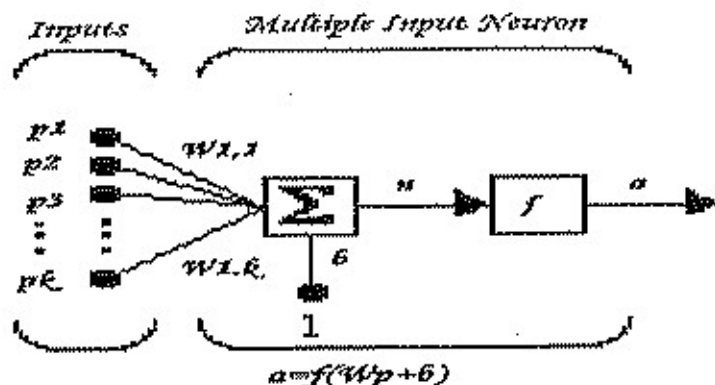 Inputs
Multiple Input Neuron
p1
W1,1
p2
p3
Σ
n
f
a
pk
W1,k
b
1
a=f(Wp+b)